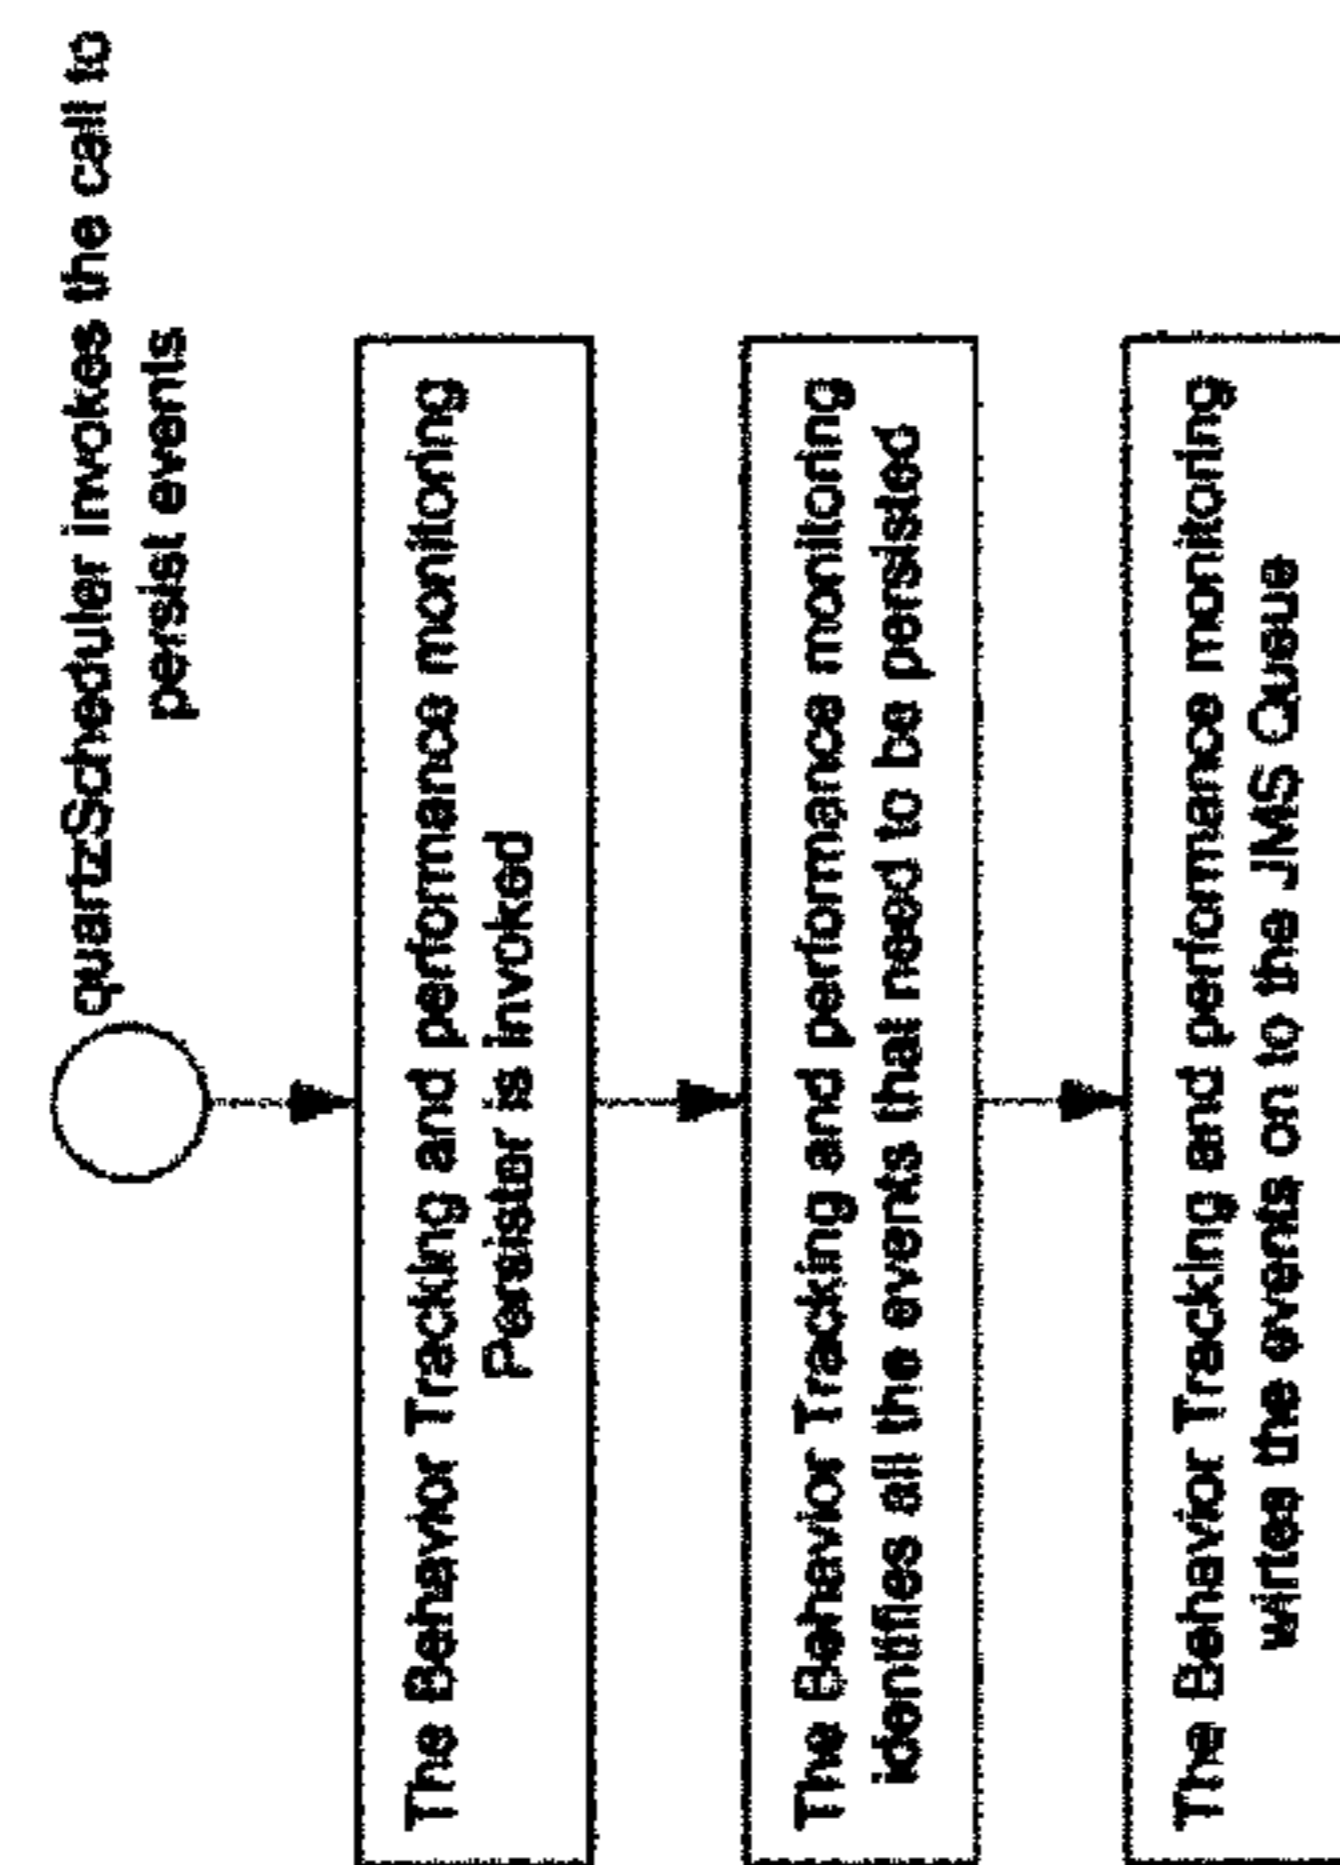 quartzScheduler invokes the call to
persist events
The Behavior Tracking and performance monitoring
Persistor is invoked
The Behavior Tracking and performance monitoring
identifies all the events that need to be persisted
The Behavior Tracking and performance monitoring
wirtes the events on to the JMS Queue